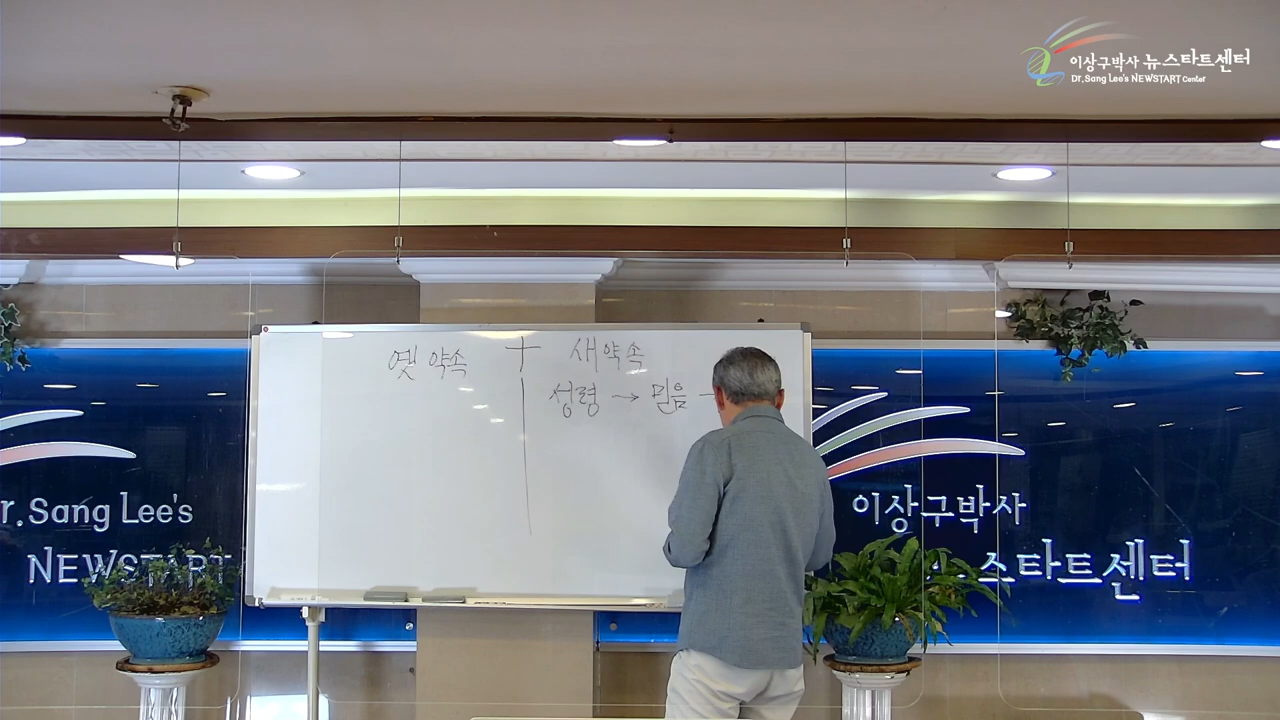 이상구박사 뉴스타트센터
Dr. Sang Lee's NEWSTART Center
옛 약속 새약속
성령 → 믿음 →
r. Sang Lee's
NEWSTART
이상구박사
스타트센터